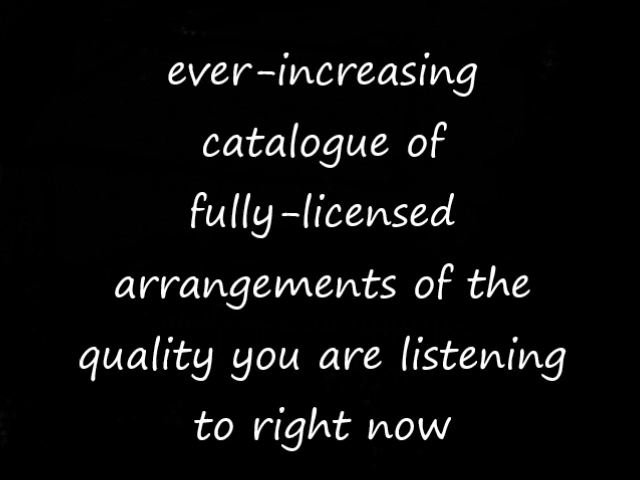 ever-increasing
catalogue of
fully-licensed
arrangements of the
quality you are listening
to right now